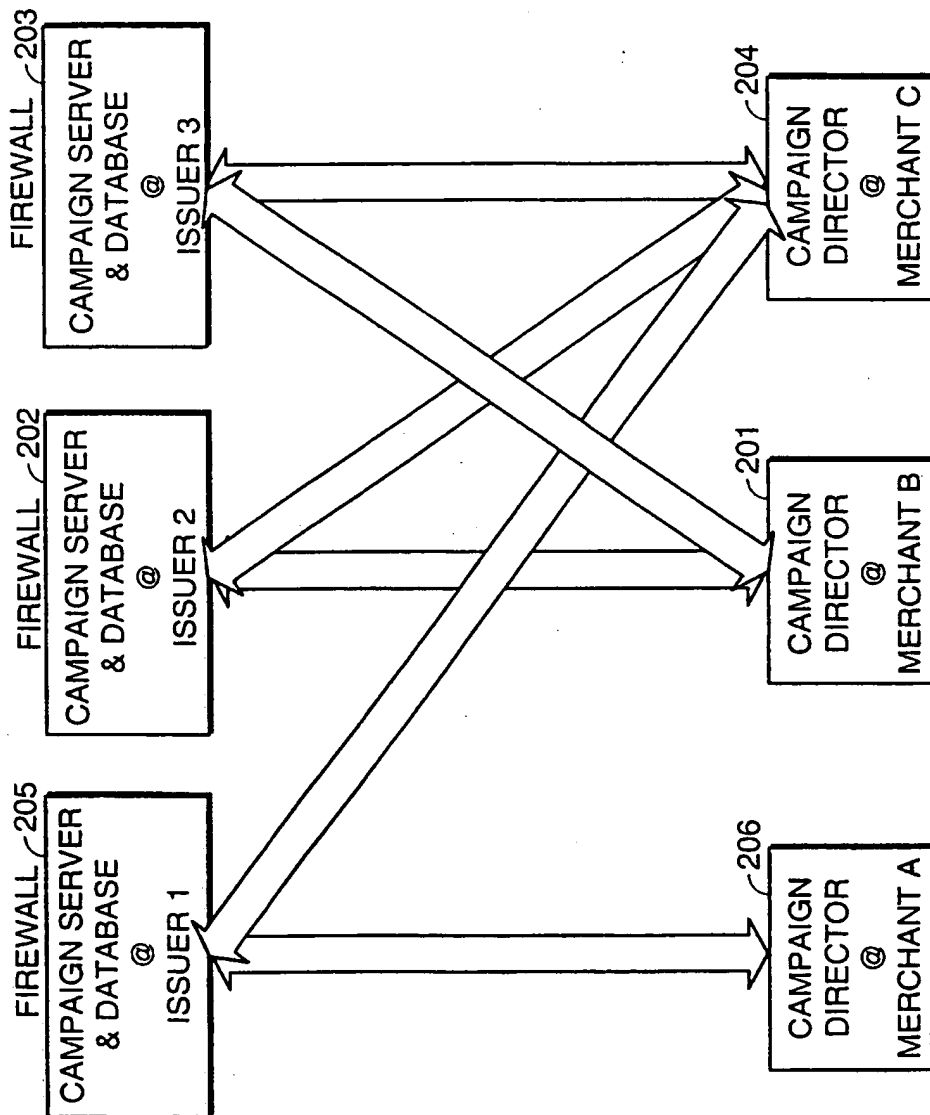 FIREWALL 205
CAMPAIGN SERVER
& DATABASE
@
ISSUER 1
FIREWALL 202
CAMPAIGN SERVER
& DATABASE
@
ISSUER 2
FIREWALL 203
CAMPAIGN SERVER
& DATABASE
@
ISSUER 3
206
CAMPAIGN
DIRECTOR
@
MERCHANT A
201
CAMPAIGN
DIRECTOR
@
MERCHANT B
204
CAMPAIGN
DIRECTOR
@
MERCHANT C